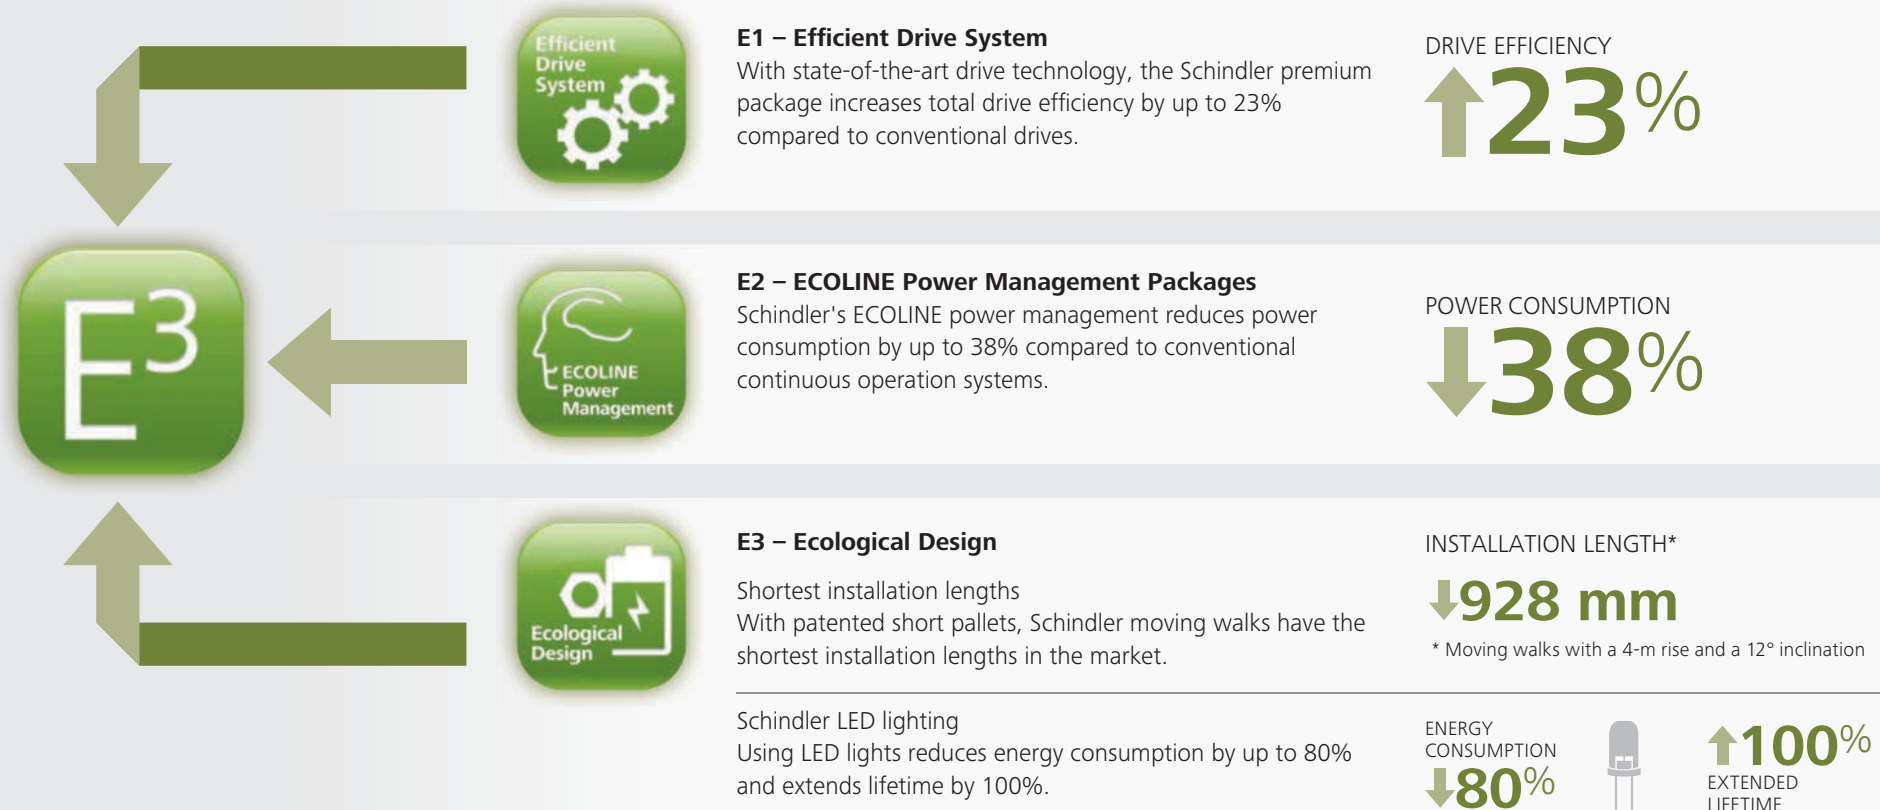 Efficient
Drive
System
E1 – Efficient Drive System
With state-of-the-art drive technology, the Schindler premium
package increases total drive efficiency by up to 23%
compared to conventional drives.
DRIVE EFFICIENCY
23%
E3
ECOLINE
Power
Management
E2 – ECOLINE Power Management Packages
Schindler's ECOLINE power management reduces power
consumption by up to 38% compared to conventional
continuous operation systems.
POWER CONSUMPTION
38%
Ecological
Design
E3 – Ecological Design
Shortest installation lengths
With patented short pallets, Schindler moving walks have the
shortest installation lengths in the market.
INSTALLATION LENGTH*
928 mm
* Moving walks with a 4-m rise and a 12° inclination
Schindler LED lighting
Using LED lights reduces energy consumption by up to 80%
and extends lifetime by 100%.
ENERGY
CONSUMPTION
80%
100%
EXTENDED
LIFETIME